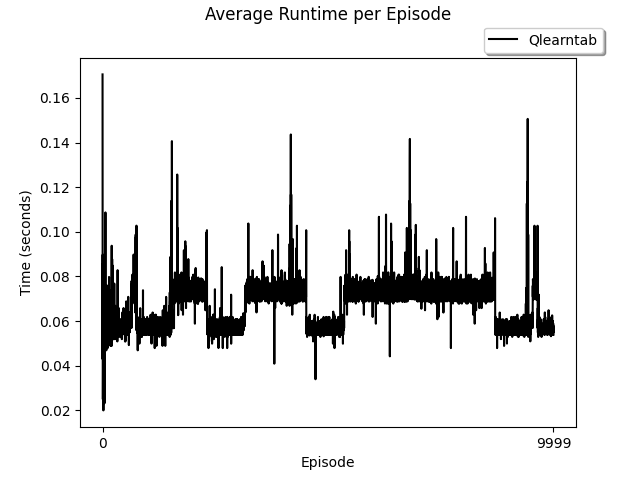 Average Runtime per Episode
Qlearntab
0.16
0.14
0.12
0.10
0.08
0.06
0.04
0.02
Time (seconds)
0
9999
Episode